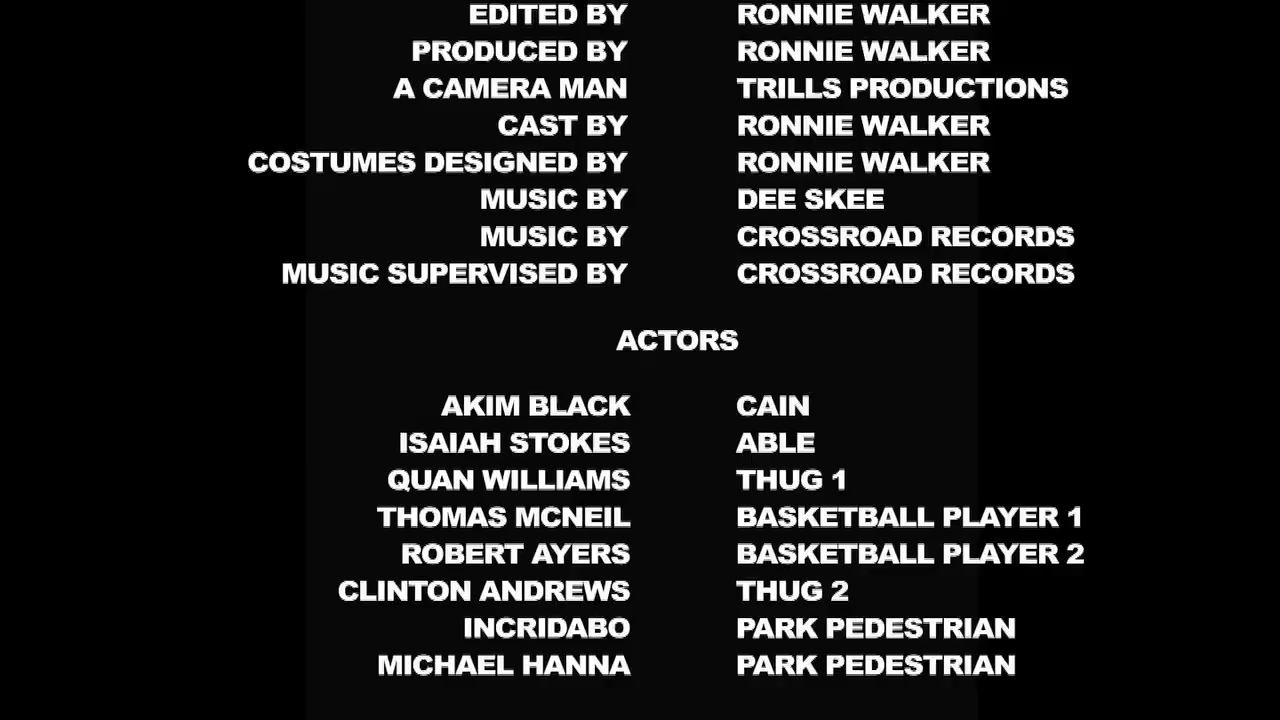 EDITED BY RONNIE WALKER
PRODUCED BY RONNIE WALKER
A CAMERA MAN TRILLS PRODUCTIONS
CAST BY RONNIE WALKER
COSTUMES DESIGNED BY RONNIE WALKER
MUSIC BY DEE SKEE
MUSIC BY CROSSROAD RECORDS
MUSIC SUPERVISED BY CROSSROAD RECORDS
ACTORS
AKIM BLACK CAIN
ISAIAH STOKES ABLE
QUAN WILLIAMS THUG 1
THOMAS MCNEIL BASKETBALL PLAYER 1
ROBERT AYERS BASKETBALL PLAYER 2
CLINTON ANDREWS THUG 2
INCRIDABO PARK PEDESTRIAN
MICHAEL HANNA PARK PEDESTRIAN